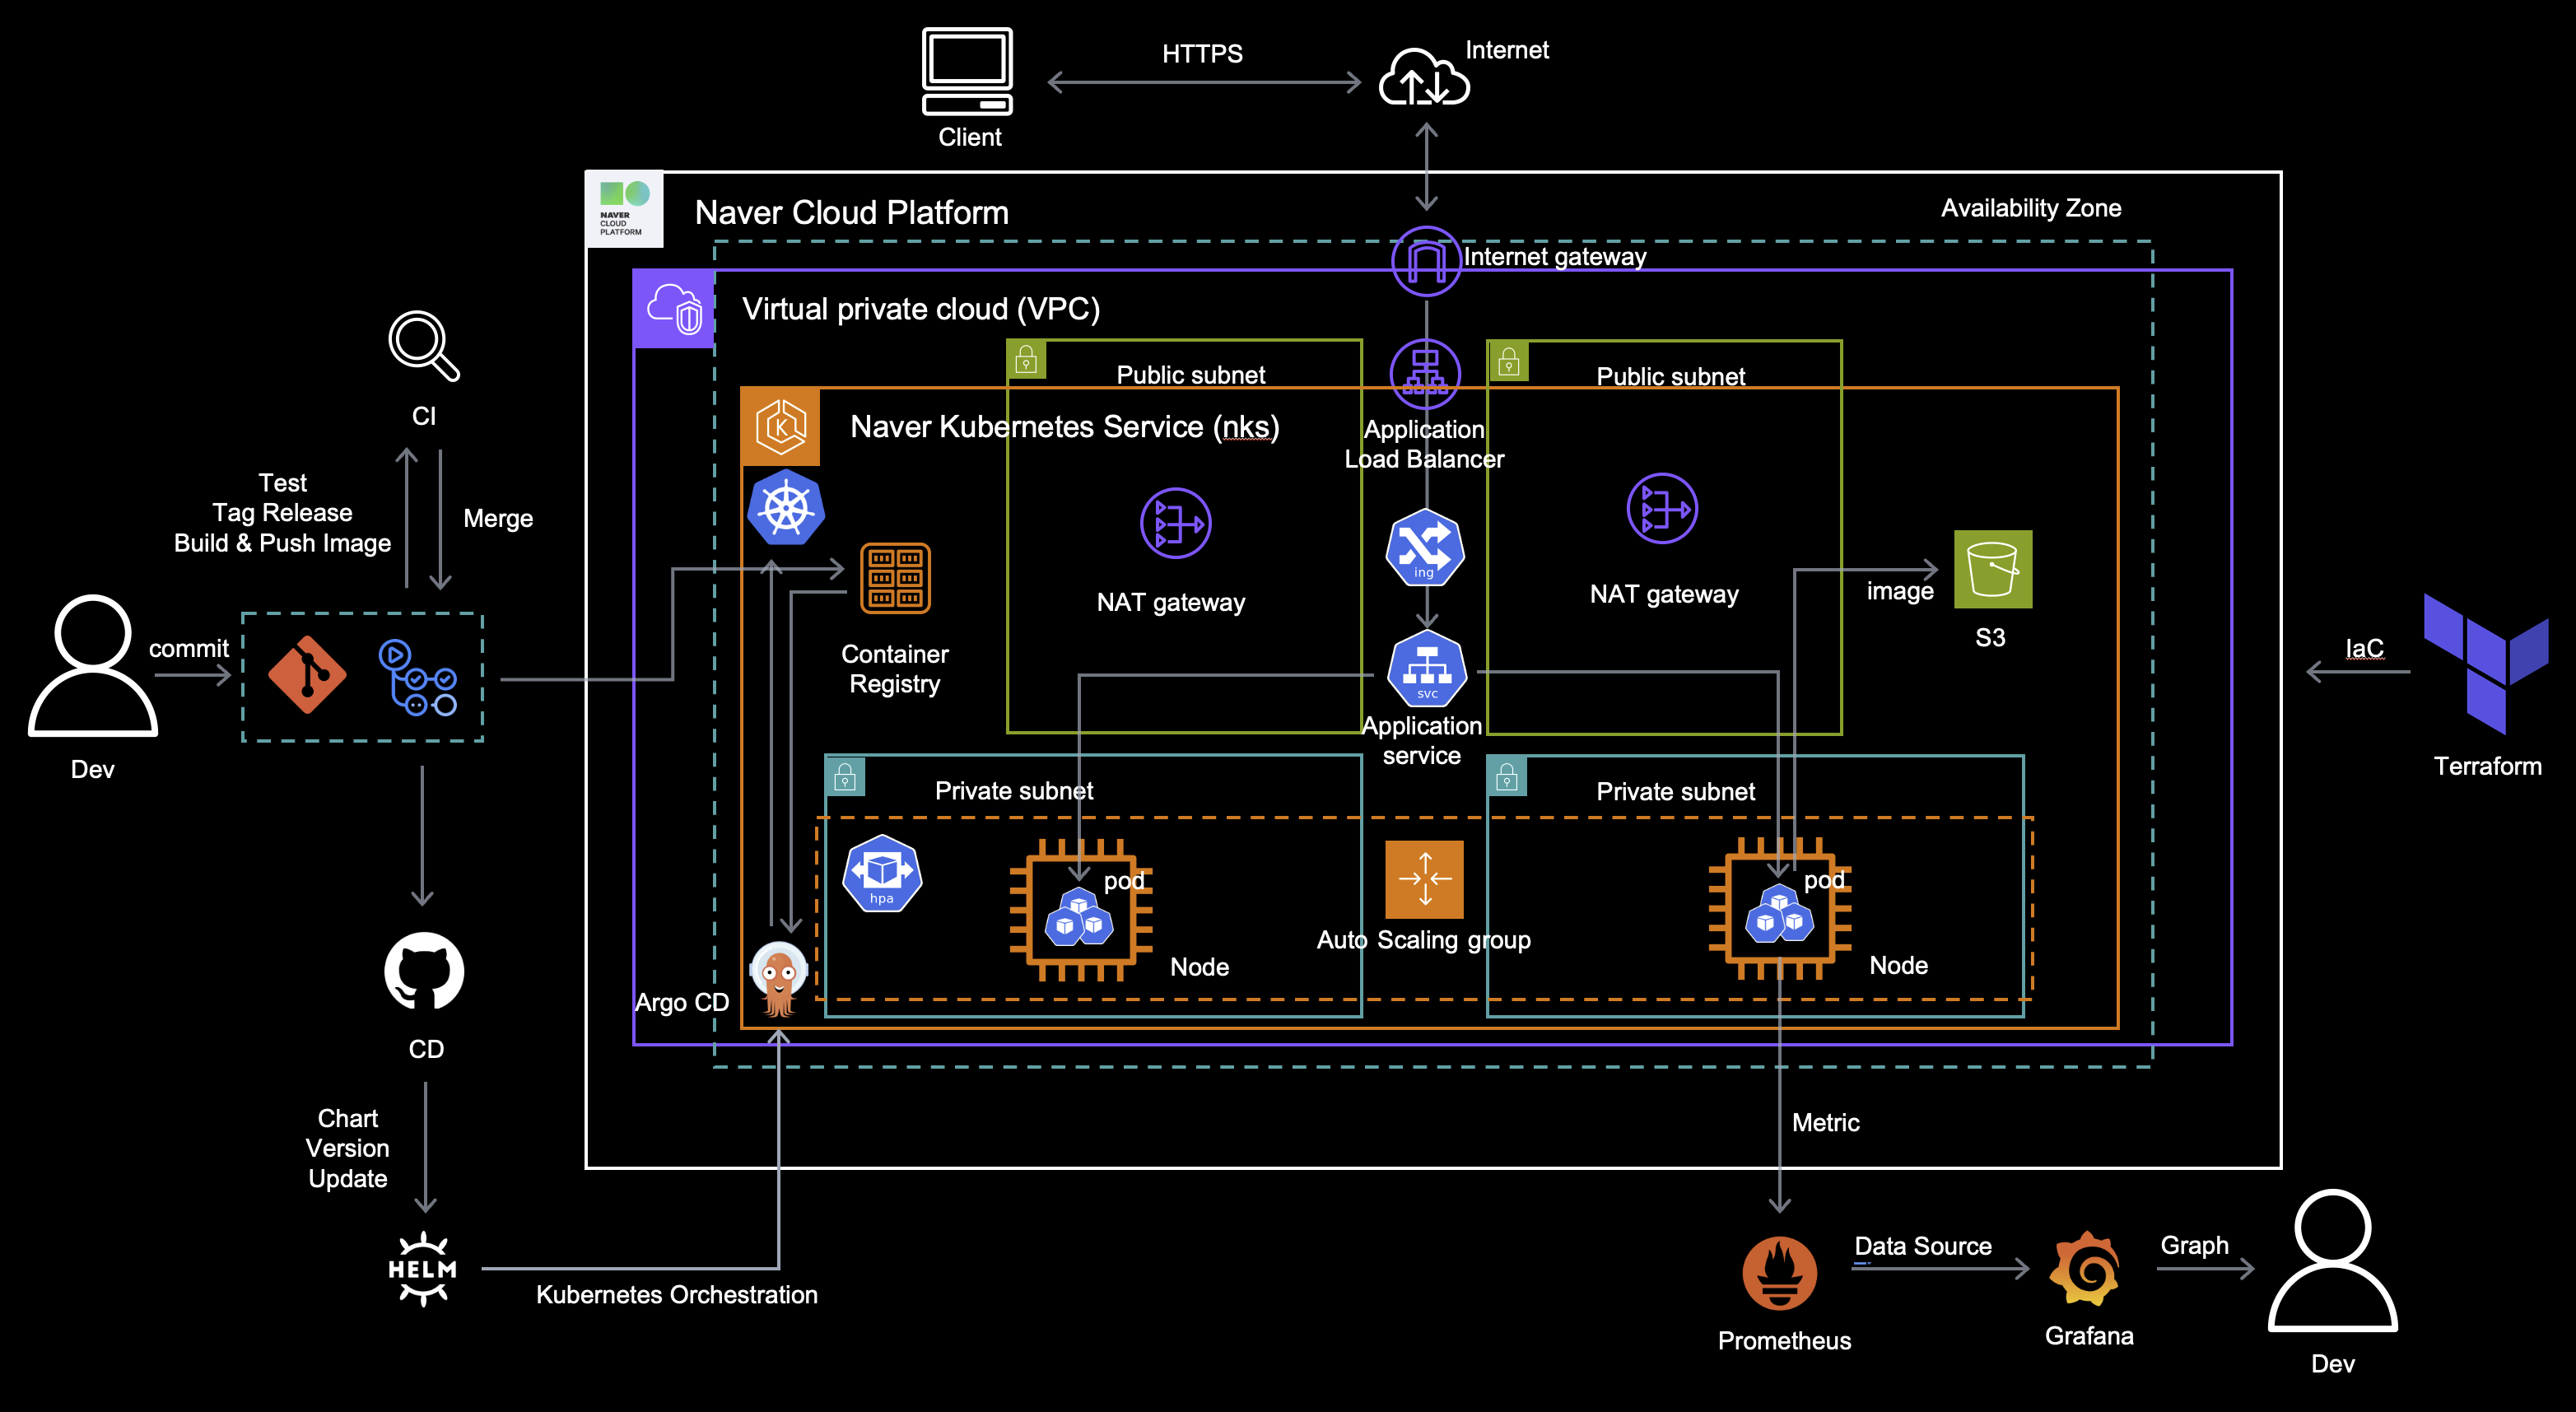 HTTPS
Internet
Client
NAVER
CLOUD
PLATFORM
Naver Cloud Platform
Availability Zone
Internet gateway
Virtual private cloud (VPC)
Public subnet
Public subnet
Naver Kubernetes Service (nks)
Application
Load Balancer
K
CI
Test
Tag Release
Build & Push Image
Merge
ing
NAT gateway
NAT gateway
image
S3
commit
Container
Registry
svc
Application
service
IaC
Dev
Terraform
Private subnet
Private subnet
hpa
pod
pod
Auto Scaling group
Node
Node
Argo CD
CD
Chart
Version
Update
Metric
HELM
Kubernetes Orchestration
Data Source
Graph
Prometheus
Grafana
Dev